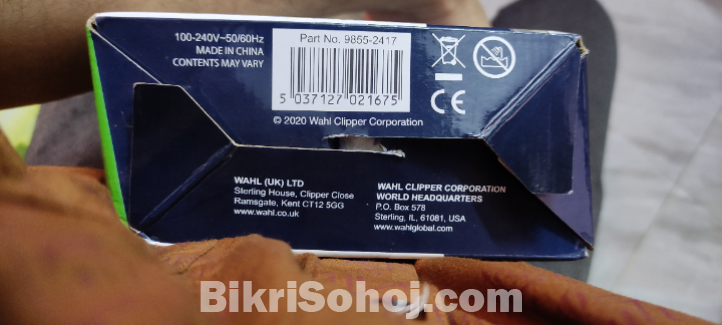 100-240V~50/60Hz
MADE IN CHINA
CONTENTS MAY VARY
Part No. 9855-2417
5 037127 021675
CE
© 2020 Wahl Clipper Corporation
WAHL (UK) LTD
Sterling House, Clipper Close
Ramsgate, Kent CT12 5GG
www.wahl.co.uk
WAHL CLIPPER CORPORATION
WORLD HEADQUARTERS
P.O. Box 578
Sterling, IL, 61081, USA
www.wahlglobal.com
BikriSohoj.com